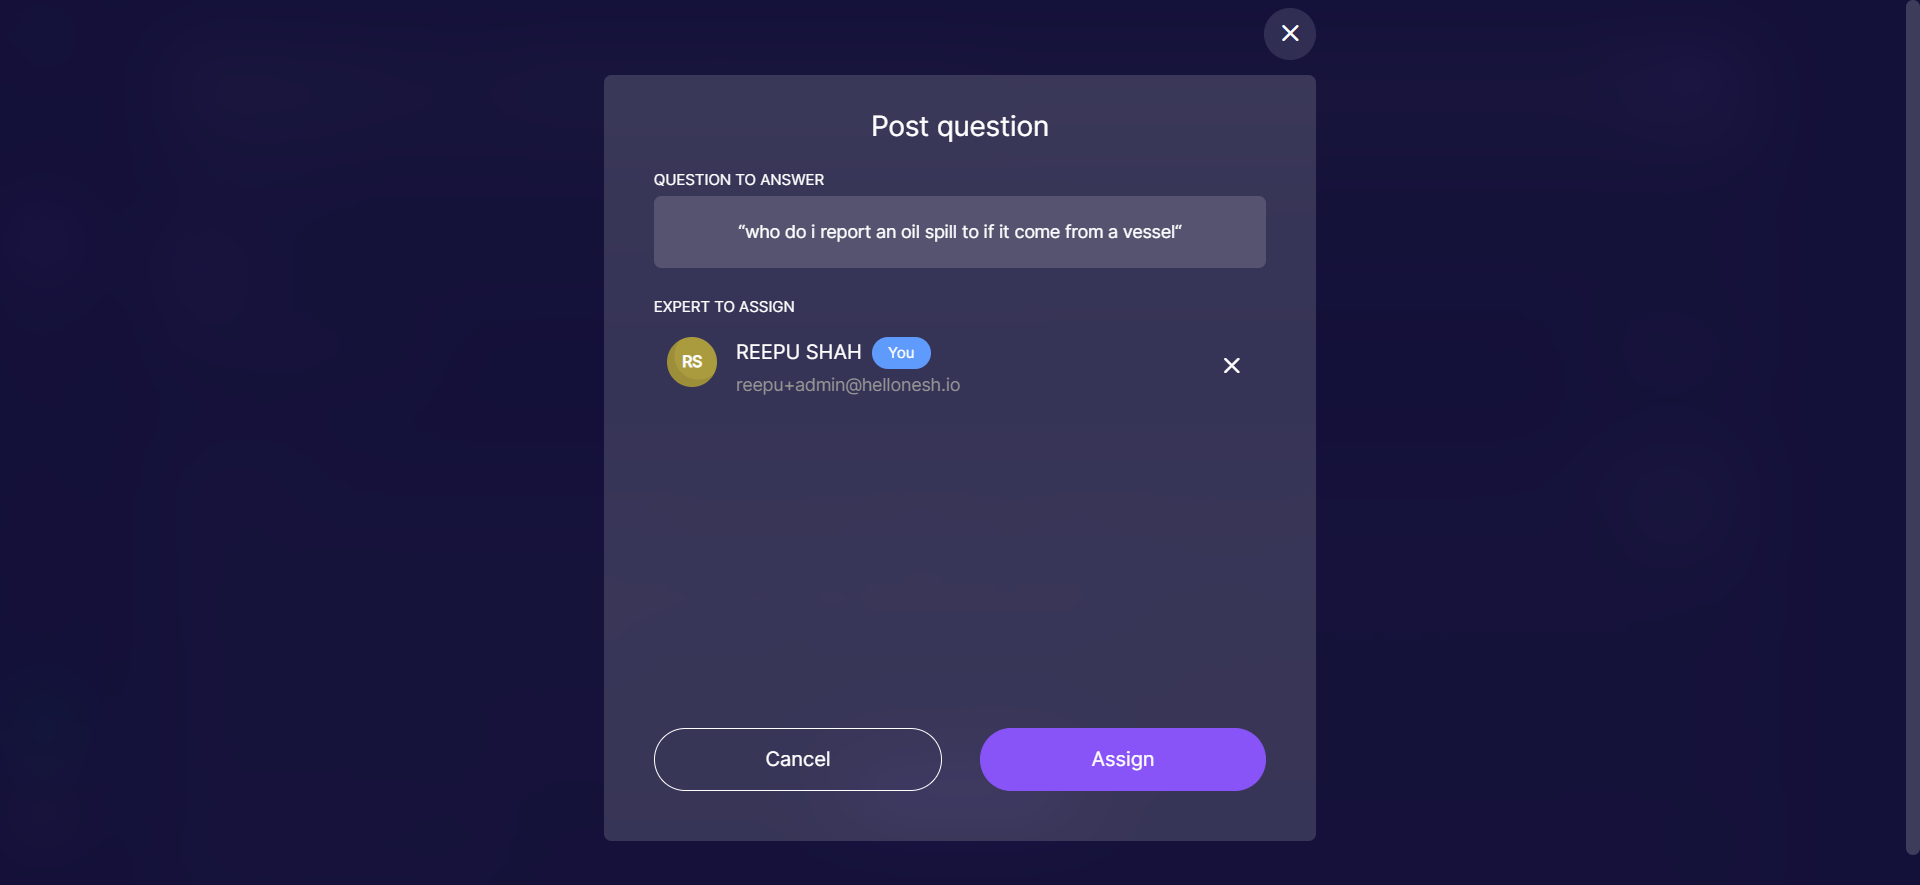 Post question
QUESTION TO ANSWER
“who do i report an oil spill to if it come from a vessel“
EXPERT TO ASSIGN
RS
REEPU SHAH You
reepu+admin@hellonesh.io
Cancel Assign